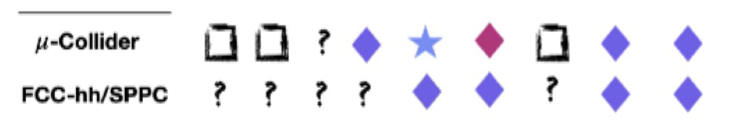 μ-Collider ?
FCC-hh/SPPC ? ? ? ? ?